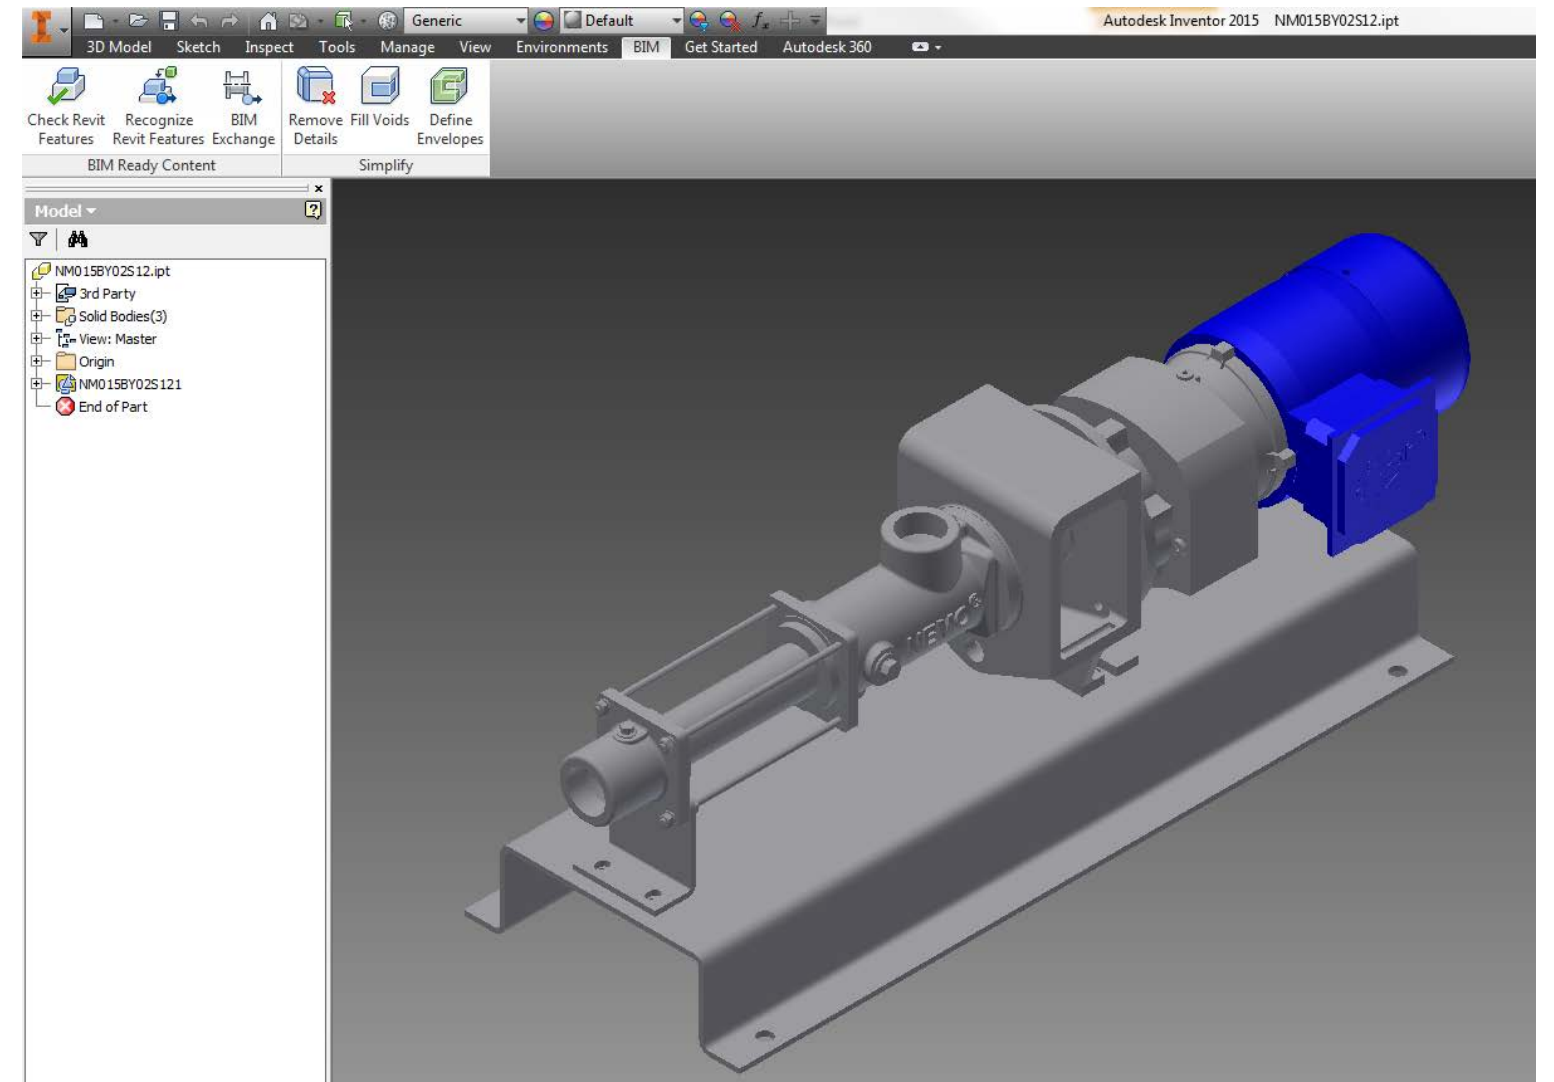 Generic Default fx Autodesk Inventor 2015 NM015BY02S12.ipt
3D Model Sketch Inspect Tools Manage View Environments BIM Get Started Autodesk 360
Check Revit Features
Recognize Revit Features
BIM Exchange
Remove Details
Fill Voids
Define Envelopes
BIM Ready Content
Simplify
Model
NM015BY02S12.ipt
3rd Party
Solid Bodies(3)
View: Master
Origin
NM015BY02S121
End of Part
NEMO®